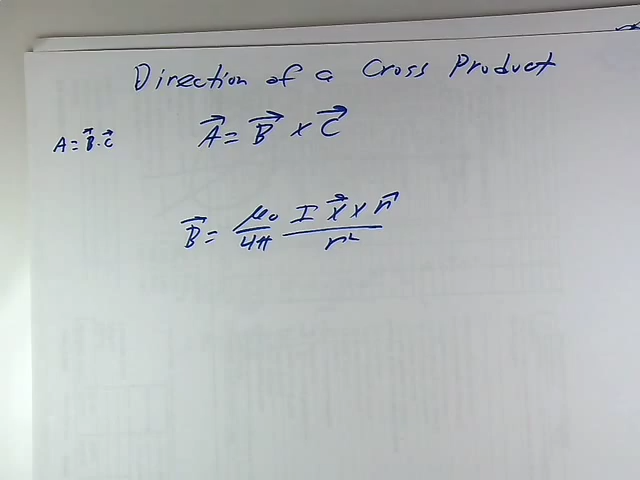 Direction of a Cross Product
A = B⃗ · C⃗
A⃗ = B⃗ × C⃗
B⃗ = μ₀/4π I x⃗ × r⃗ / r²